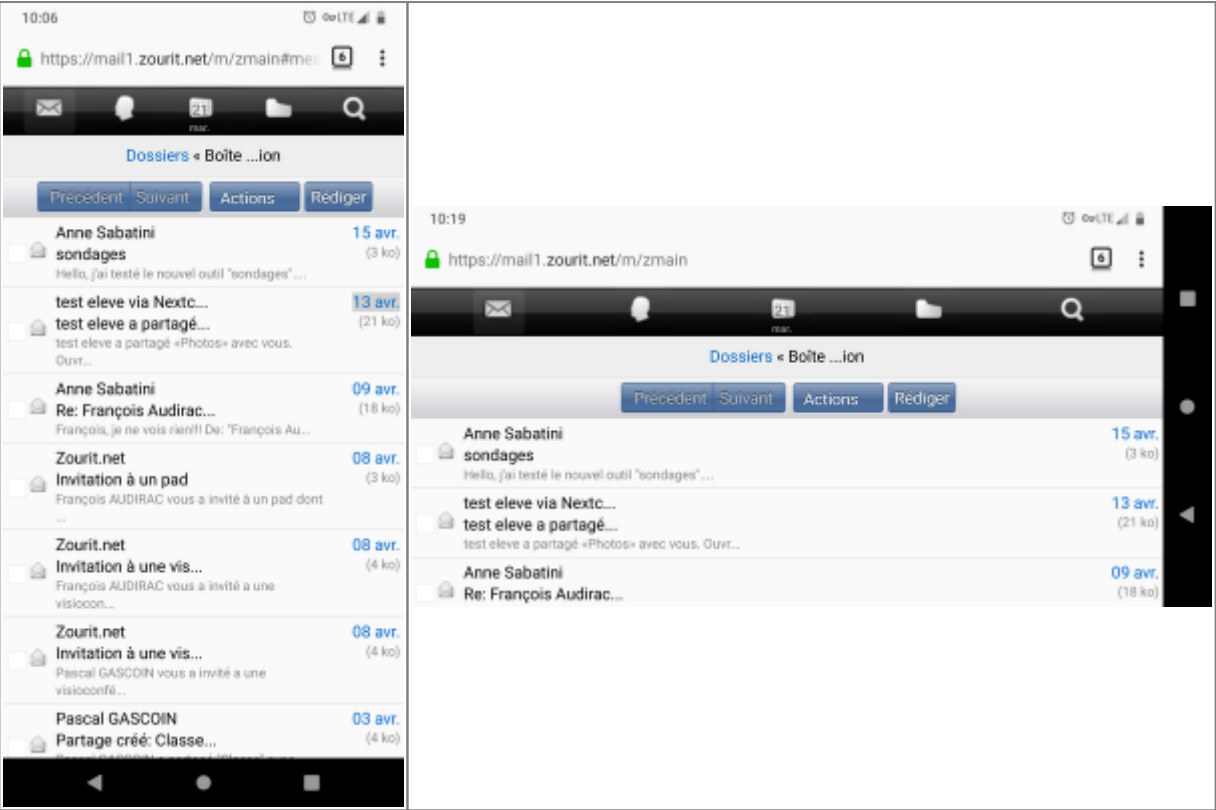 10:06
LTE
https://mail1.zourit.net/m/zmain#mes
6
21
mar.
Dossiers « Boîte ...ion
Précédent Suivant Actions Rédiger
Anne Sabatini 15 avr.
sondages (3 ko)
Hello, j'ai testé le nouvel outil "sondages"....
test eleve via Nextc... 13 avr.
test eleve a partagé... (21 ko)
test eleve a partagé «Photos» avec vous.
Ouvr...
Anne Sabatini 09 avr.
Re: François Audirac... (18 ko)
François, je ne vois rien!!! De: "François Au...
Zourit.net 08 avr.
Invitation à un pad (3 ko)
François AUDIRAC vous a invité à un pad dont
...
Zourit.net 08 avr.
Invitation à une vis... (4 ko)
François AUDIRAC vous a invité a une
visiocon...
Zourit.net 08 avr.
Invitation à une vis... (4 ko)
Pascal GASCOIN vous a invité a une
visioconfé...
Pascal GASCOIN 03 avr.
Partage créé: Classe... (4 ko)
10:19
LTE
https://mail1.zourit.net/m/zmain
6
21
mar.
Dossiers « Boîte ...ion
Précédent Suivant Actions Rédiger
Anne Sabatini 15 avr.
sondages (3 ko)
Hello, j'ai testé le nouvel outil "sondages"....
test eleve via Nextc... 13 avr.
test eleve a partagé... (21 ko)
test eleve a partagé «Photos» avec vous. Ouvr...
Anne Sabatini 09 avr.
Re: François Audirac... (18 ko)